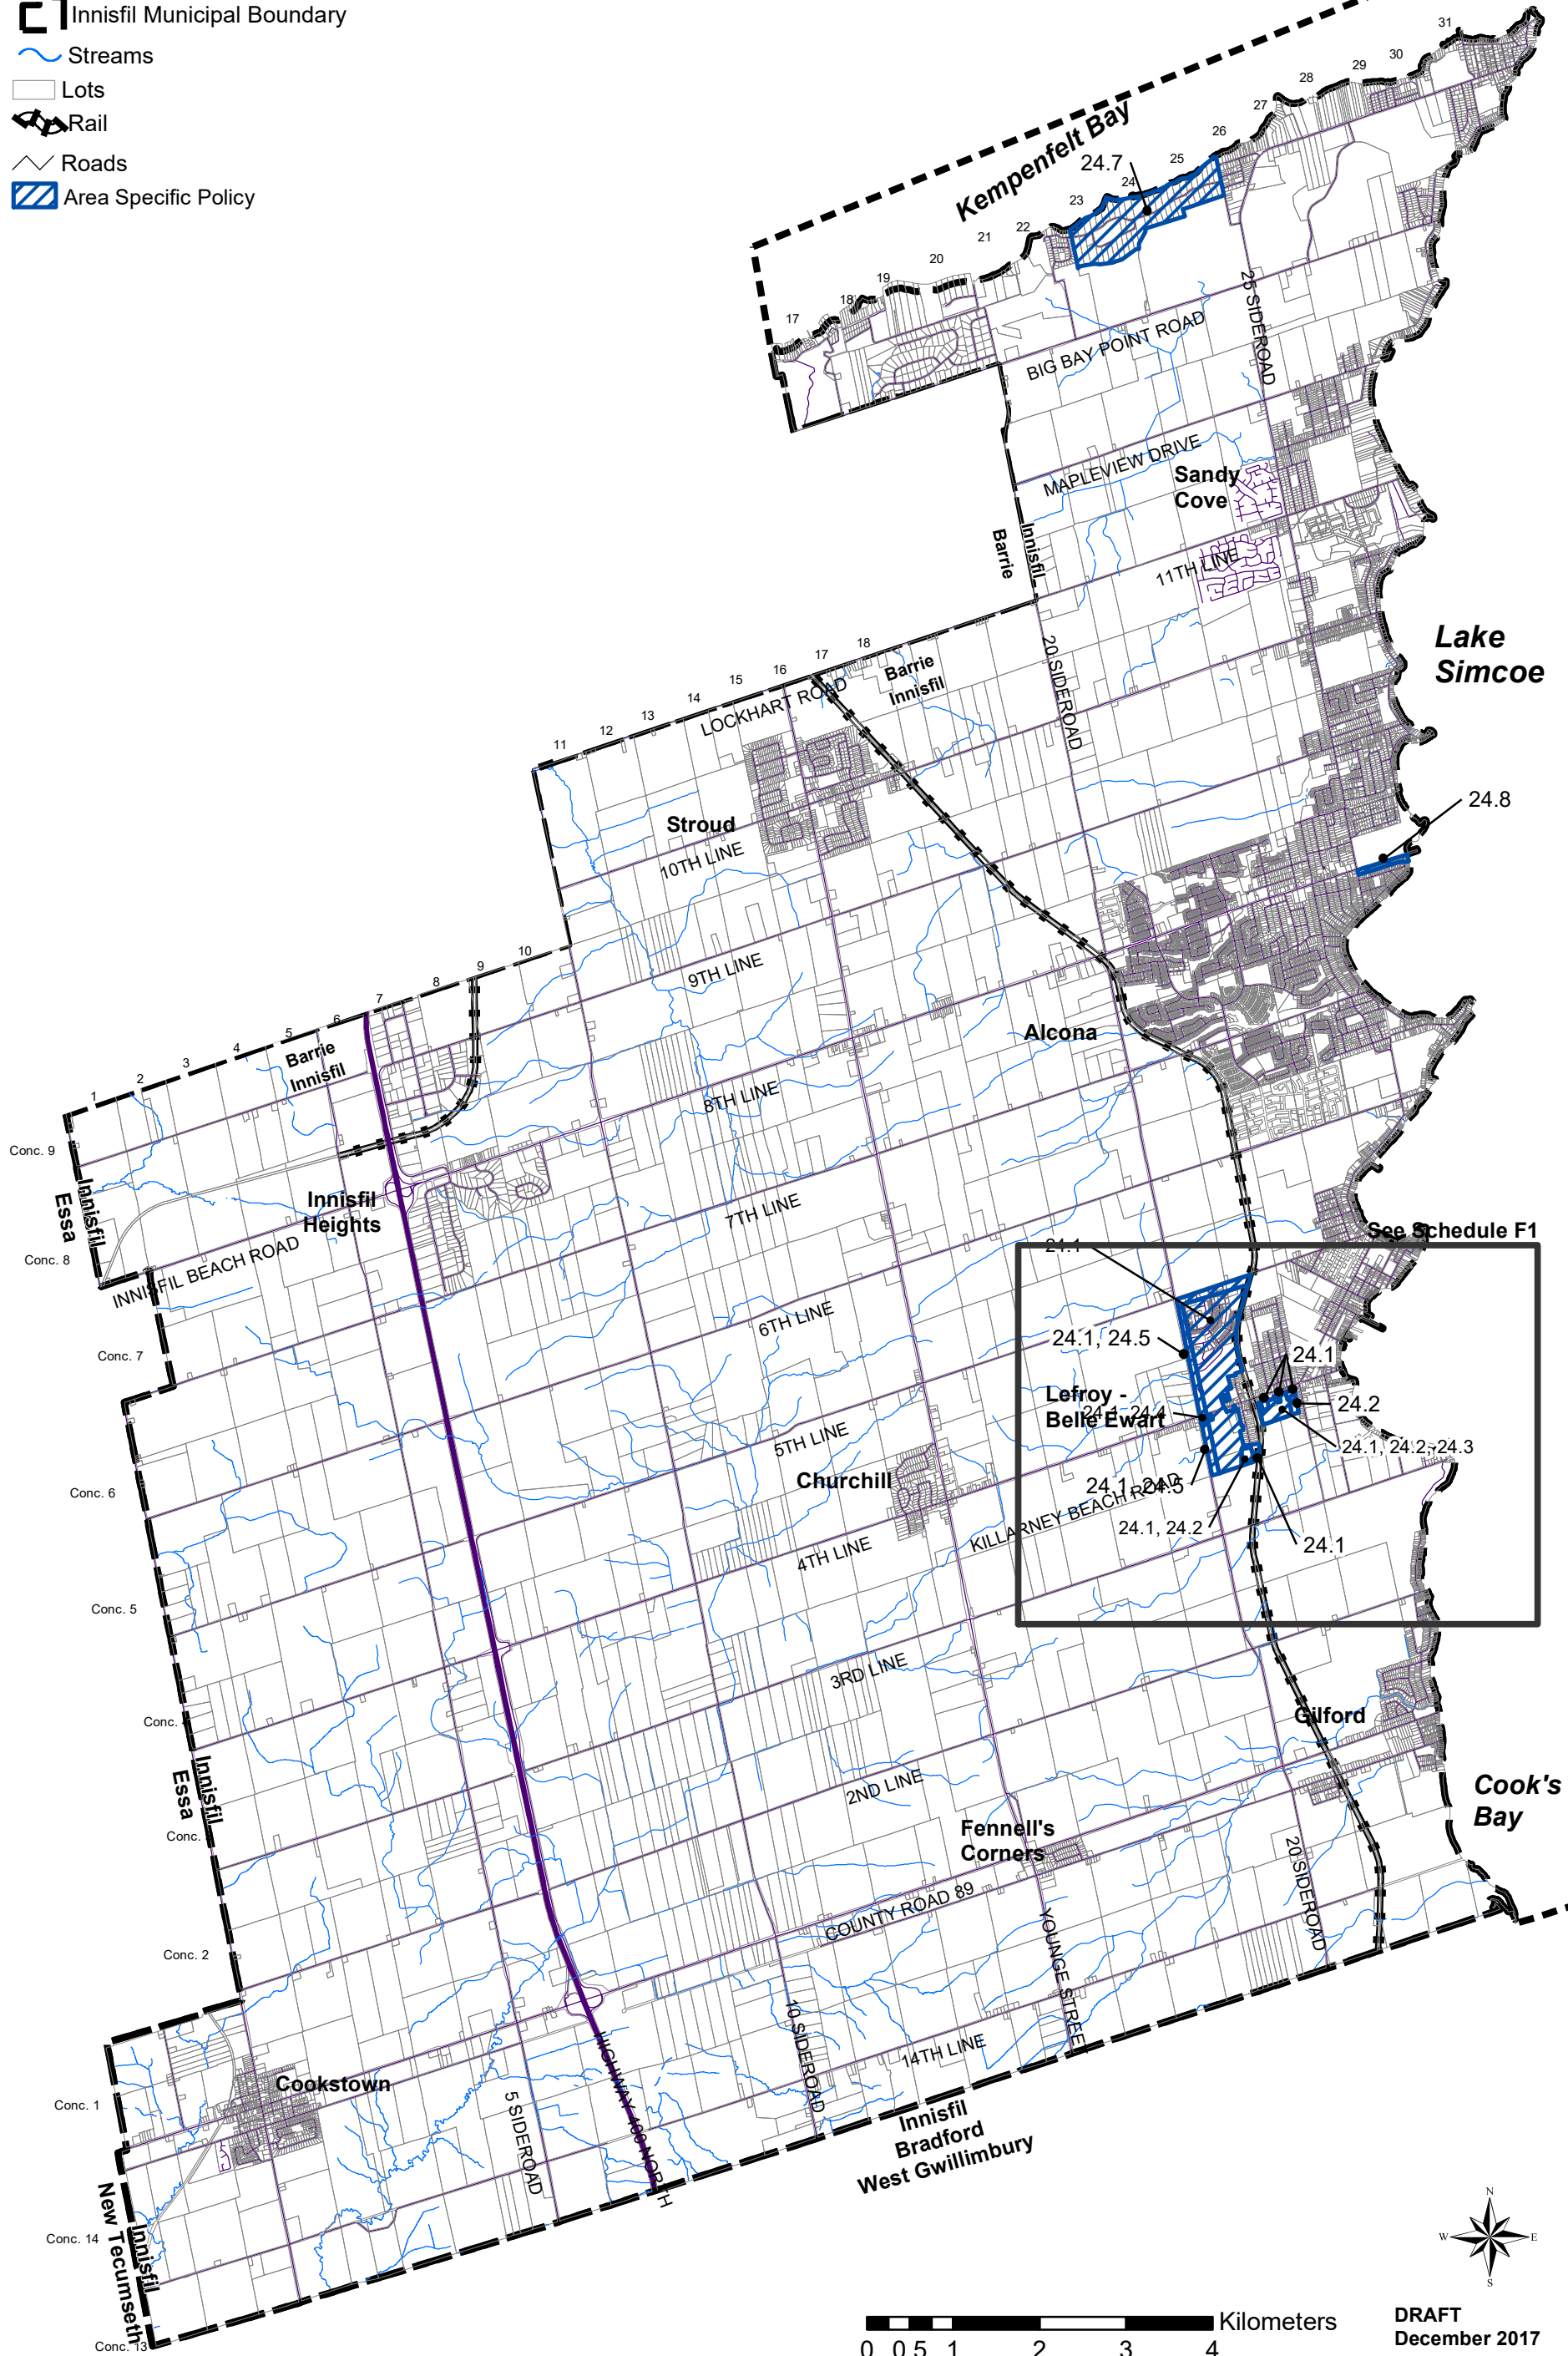 Innisfil Municipal Boundary
Streams
Lots
Rail
Roads
Area Specific Policy
Kempenfelt Bay
24.7
17
18
19
20
21
22
23
24
25
26
27
28
29
30
31
BIG BAY POINT ROAD
25 SIDEROAD
MAPLEVIEW DRIVE
Sandy
Cove
Barrie
Innisfil
11TH LINE
Lake
Simcoe
20 SIDEROAD
11
12
13
14
15
16
17
18
Barrie
Innisfil
LOCKHART ROAD
Stroud
10TH LINE
24.8
9TH LINE
Alcona
1
2
3
4
5
6
7
8
9
10
Barrie
Innisfil
8TH LINE
Conc. 9
Innisfil
Essa
Innisfil
Heights
7TH LINE
Conc. 8
INNISFIL BEACH ROAD
See Schedule F1
24.1
6TH LINE
24.1, 24.5
24.1
Conc. 7
Lefroy -
Belle Ewart
24.1, 24.4
24.2
5TH LINE
24.1, 24.2, 24.3
Churchill
24.1, 24.5
Conc. 6
KILLARNEY BEACH ROAD
24.1, 24.2
24.1
4TH LINE
Conc. 5
3RD LINE
Conc.
Gilford
Innisfil
Essa
2ND LINE
Cook's
Bay
Conc.
Fennell's
Corners
20 SIDEROAD
COUNTY ROAD 89
YOUNGE STREET
Conc. 2
10 SIDEROAD
14TH LINE
HIGHWAY 400 NORTH
Cookstown
5 SIDEROAD
Conc. 1
Innisfil
Bradford
West Gwillimbury
Innisfil
New Tecumseth
Conc. 14
Conc. 13
N
W
E
S
Kilometers
0 0.5 1 2 3 4
DRAFT
December 2017